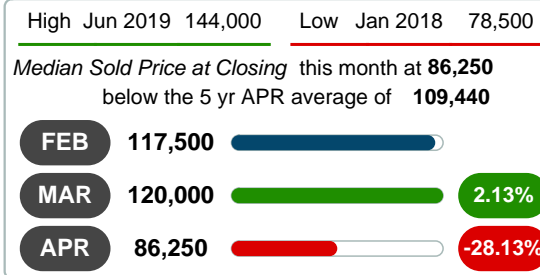 High Jun 2019 144,000 Low Jan 2018 78,500
Median Sold Price at Closing this month at 86,250
below the 5 yr APR average of 109,440
FEB 117,500
MAR 120,000 2.13%
APR 86,250 -28.13%